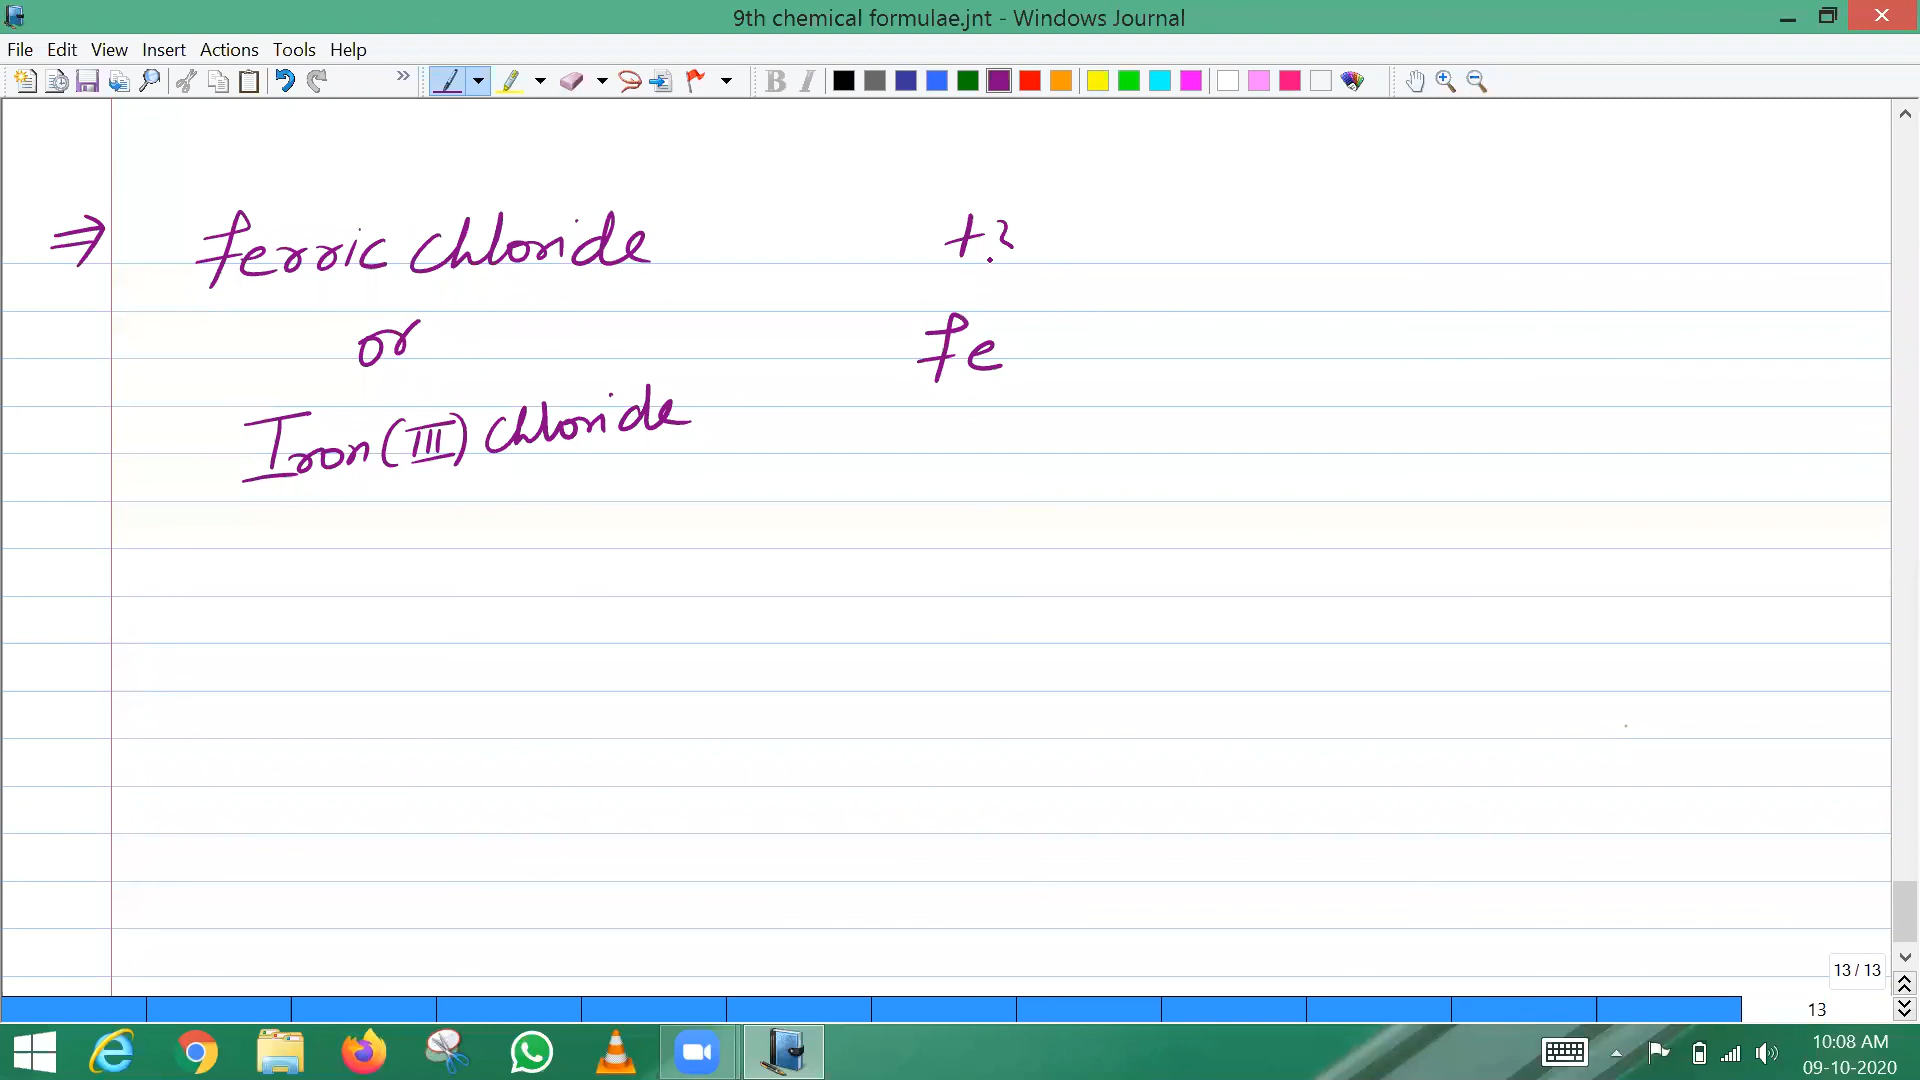 9th chemical formulae.jnt - Windows Journal
File Edit View Insert Actions Tools Help
B I
⇒ Ferric chloride
or
Iron (III) chloride
Fe
13 / 13
13
10:08 AM
09-10-2020